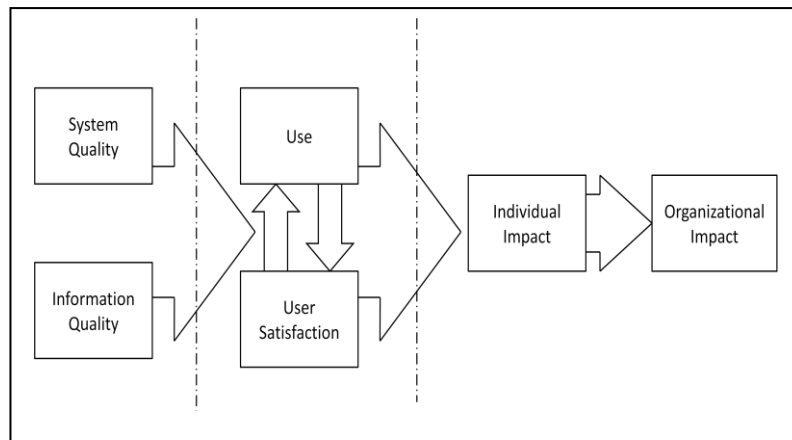 System
Quality
Information
Quality
Use
User
Satisfaction
Individual
Impact
Organizational
Impact